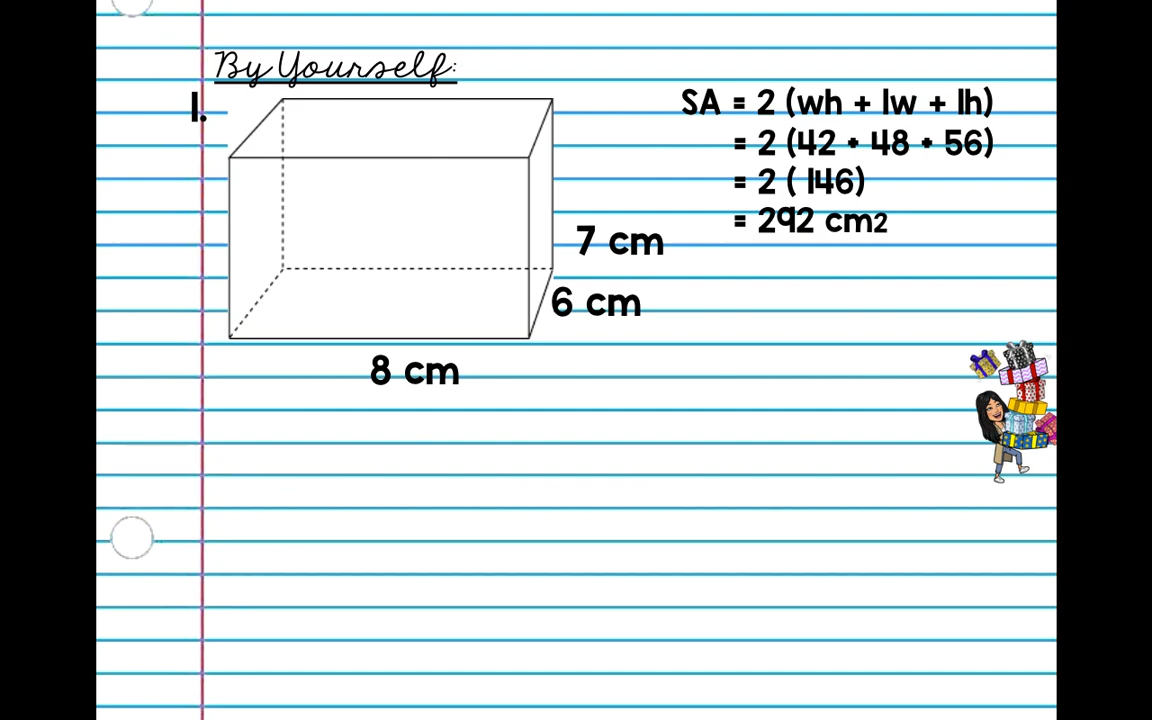 By Yourself:
1.
SA = 2 (wh + lw + lh)
= 2 (42 + 48 + 56)
= 2 ( 146)
= 292 cm2
7 cm
6 cm
8 cm